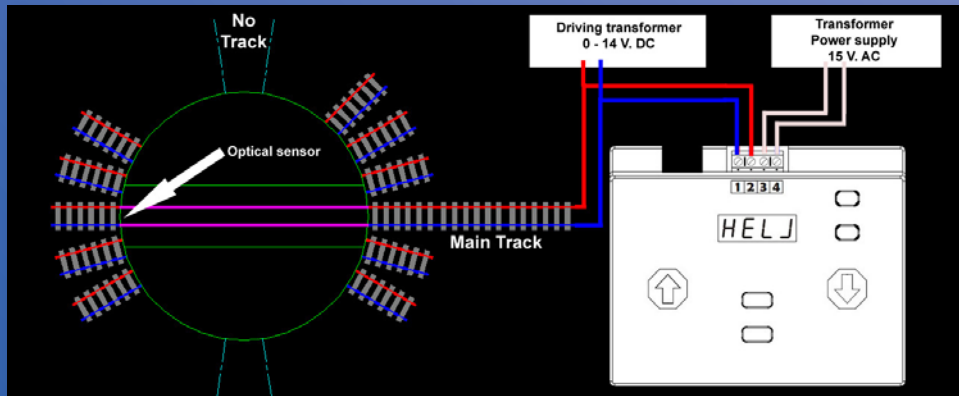 No
Track
Driving transformer
0 - 14 V. DC
Transformer
Power supply
15 V. AC
Optical sensor
1 2 3 4
HELJ
Main Track